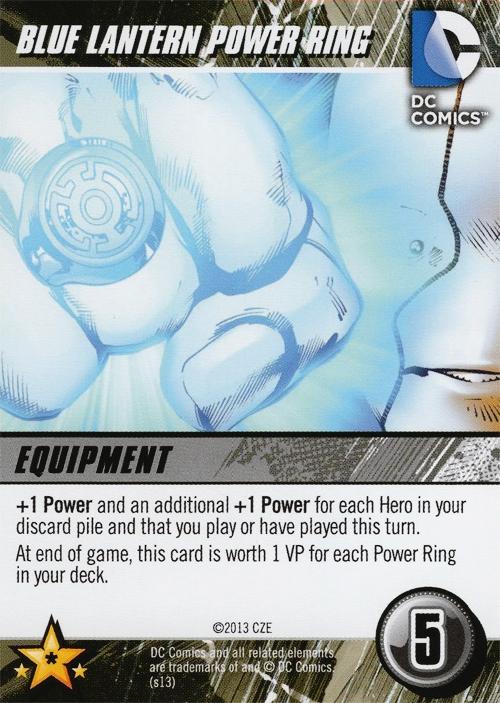 BLUE LANTERN POWER RING
DC
COMICS™
EQUIPMENT
+1 Power and an additional +1 Power for each Hero in your
discard pile and that you play or have played this turn.
At end of game, this card is worth 1 VP for each Power Ring
in your deck.
©2013 CZE
*
DC Comics and all related elements
are trademarks of and © DC Comics.
(s13)
5